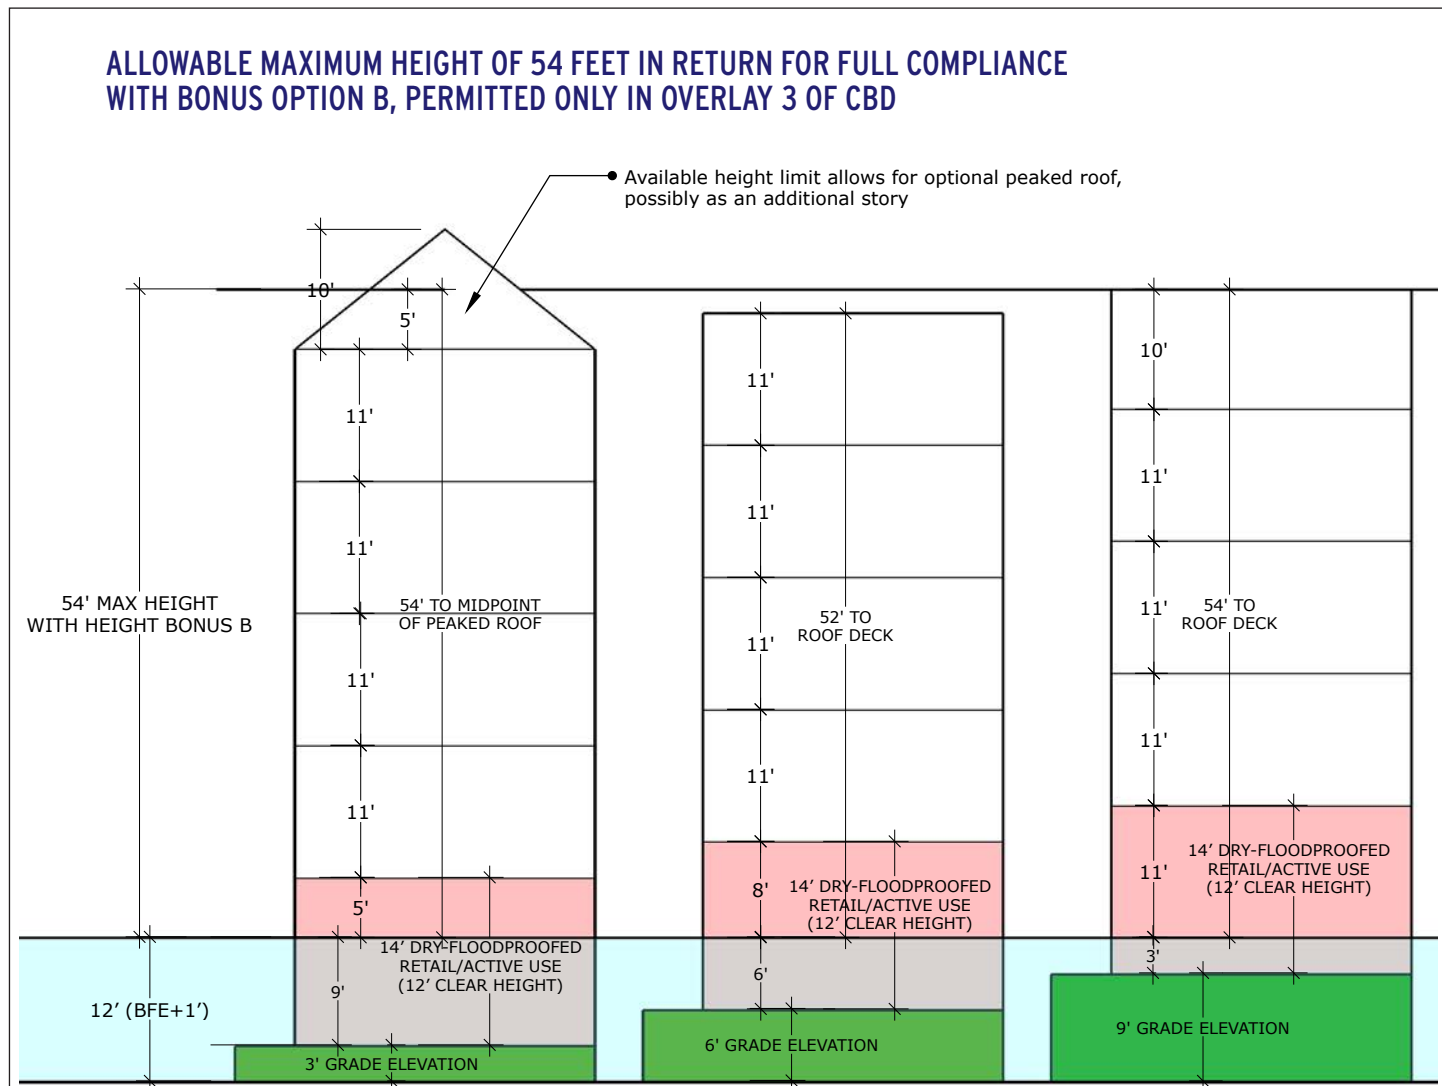 ALLOWABLE MAXIMUM HEIGHT OF 54 FEET IN RETURN FOR FULL COMPLIANCE
WITH BONUS OPTION B, PERMITTED ONLY IN OVERLAY 3 OF CBD
Available height limit allows for optional peaked roof,
possibly as an additional story
54' MAX HEIGHT
WITH HEIGHT BONUS B
12’ (BFE+1’)
10'
5'
11'
11'
11'
11'
5'
9'
54' TO MIDPOINT
OF PEAKED ROOF
14’ DRY-FLOODPROOFED
RETAIL/ACTIVE USE
(12’ CLEAR HEIGHT)
3' GRADE ELEVATION
11'
11'
11'
11'
8'
6'
52' TO
ROOF DECK
14’ DRY-FLOODPROOFED
RETAIL/ACTIVE USE
(12’ CLEAR HEIGHT)
6' GRADE ELEVATION
10'
11'
11'
11'
11'
3'
54' TO
ROOF DECK
14’ DRY-FLOODPROOFED
RETAIL/ACTIVE USE
(12’ CLEAR HEIGHT)
9' GRADE ELEVATION